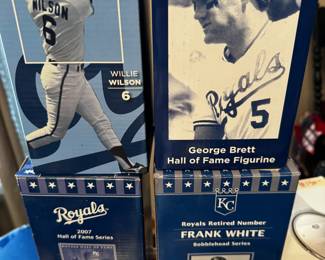 WILSON
6
WILLIE
WILSON
6
Royals
5
George Brett
Hall of Fame Figurine
Royals
2007
Hall of Fame Series
KC
Royals Retired Number
FRANK WHITE
Bobblehead Series